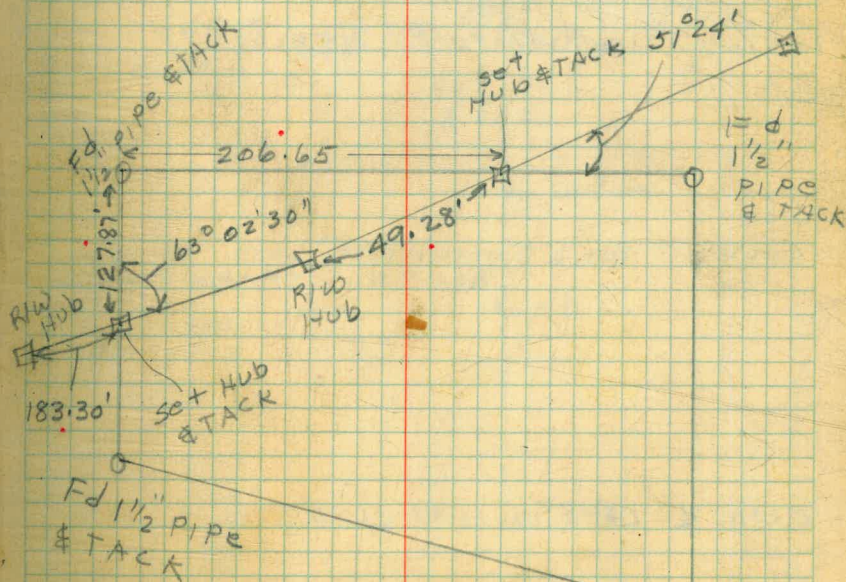 Fd
1 1/2" PIPE & TACK
206.65
127.87'
63° 02' 30"
Set
HUB & TACK
51° 24'
Fd
1 1/2"
PIPE
& TACK
49.28'
R/W
HUB
R/W
HUB
183.30'
Set HUB
& TACK
Fd 1 1/2" PIPE
& TACK